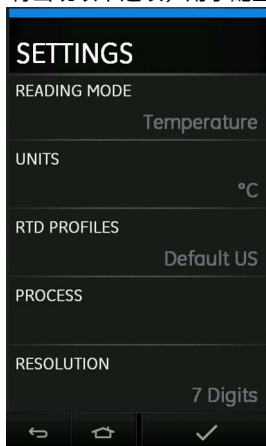 SETTINGS
READING MODE
Temperature
UNITS
°C
RTD PROFILES
Default US
PROCESS
RESOLUTION
7 Digits